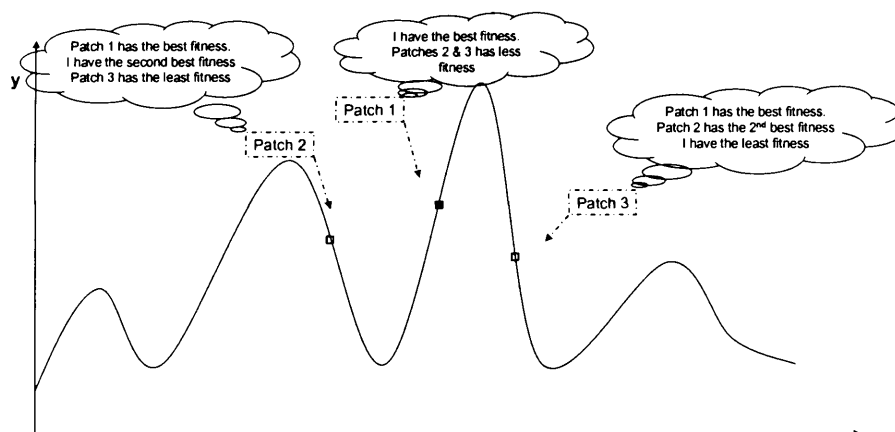 Patch 1 has the best fitness.
I have the second best fitness
Patch 3 has the least fitness
I have the best fitness.
Patches 2 & 3 has less
fitness
y
Patch 1
Patch 2
Patch 1 has the best fitness.
Patch 2 has the 2nd best fitness
I have the least fitness
Patch 3